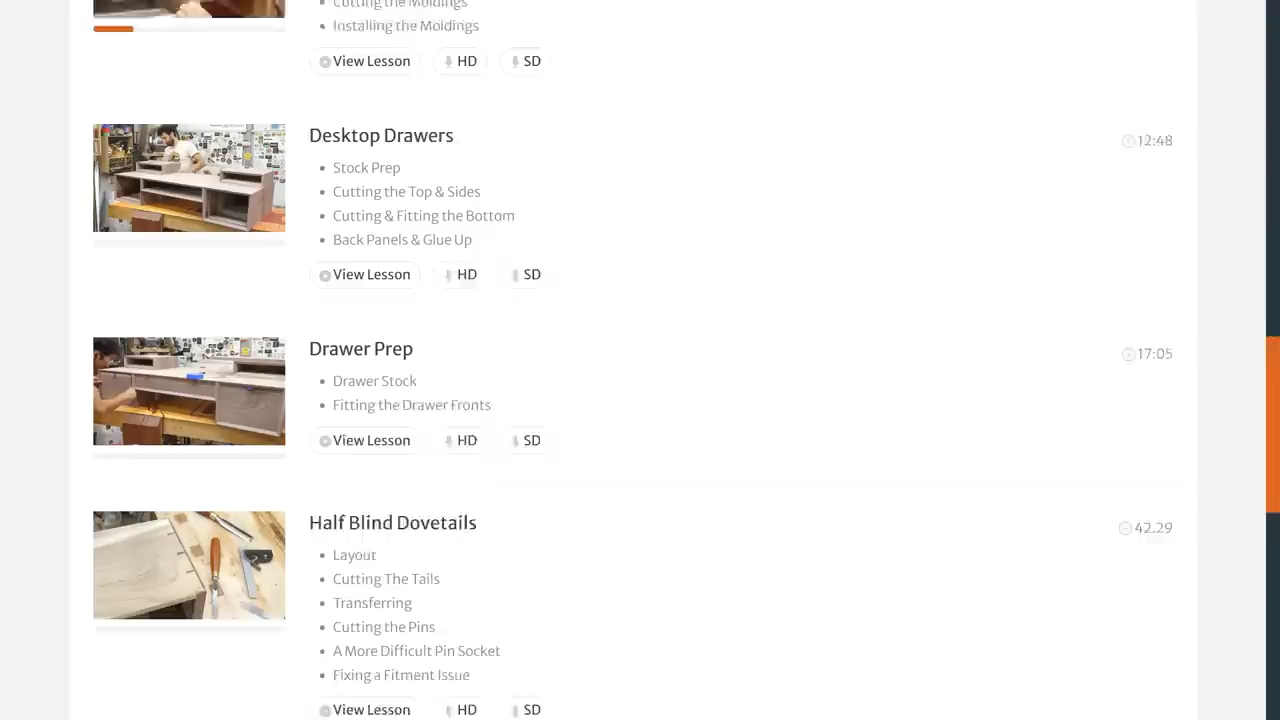 Cutting the Moldings
Installing the Moldings
View Lesson HD SD
Desktop Drawers 12:48
Stock Prep
Cutting the Top & Sides
Cutting & Fitting the Bottom
Back Panels & Glue Up
View Lesson HD SD
Drawer Prep 17:05
Drawer Stock
Fitting the Drawer Fronts
View Lesson HD SD
Half Blind Dovetails 42:29
Layout
Cutting The Tails
Transferring
Cutting the Pins
A More Difficult Pin Socket
Fixing a Fitment Issue
View Lesson HD SD